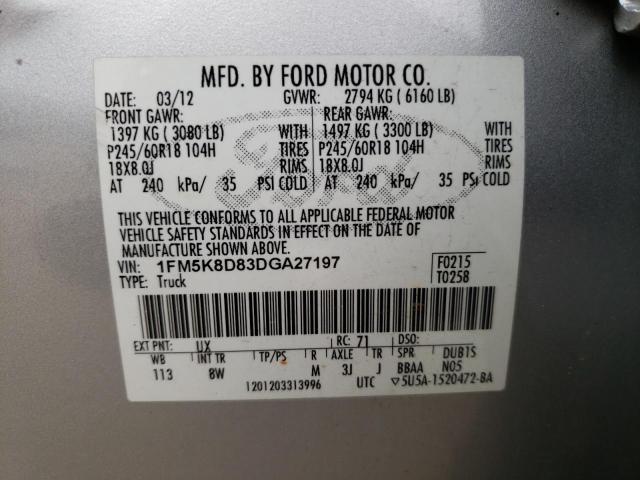 MFD. BY FORD MOTOR CO.
DATE: 03/12 GVWR: 2794 KG ( 6160 LB)
FRONT GAWR: REAR GAWR:
1397 KG ( 3080 LB) WITH 1497 KG ( 3300 LB) WITH
P245/60R18 104H TIRES P245/60R18 104H TIRES
18X8.0J RIMS 18X8.0J RIMS
AT 240 kPa/ 35 PSI COLD AT 240 kPa/ 35 PSI COLD
THIS VEHICLE CONFORMS TO ALL APPLICABLE FEDERAL MOTOR
VEHICLE SAFETY STANDARDS IN EFFECT ON THE DATE OF
MANUFACTURE SHOWN ABOVE.
VIN: 1FM5K8D83DGA27197 F0215
TYPE: Truck T0258
EXT PNT: UX RC: 71 DSO:
WB INT TR TP/PS R AXLE TR SPR DUB1S
113 8W M 3J J BBAA N05
1201203313996 UTC ▽5U5A-1520472-BA